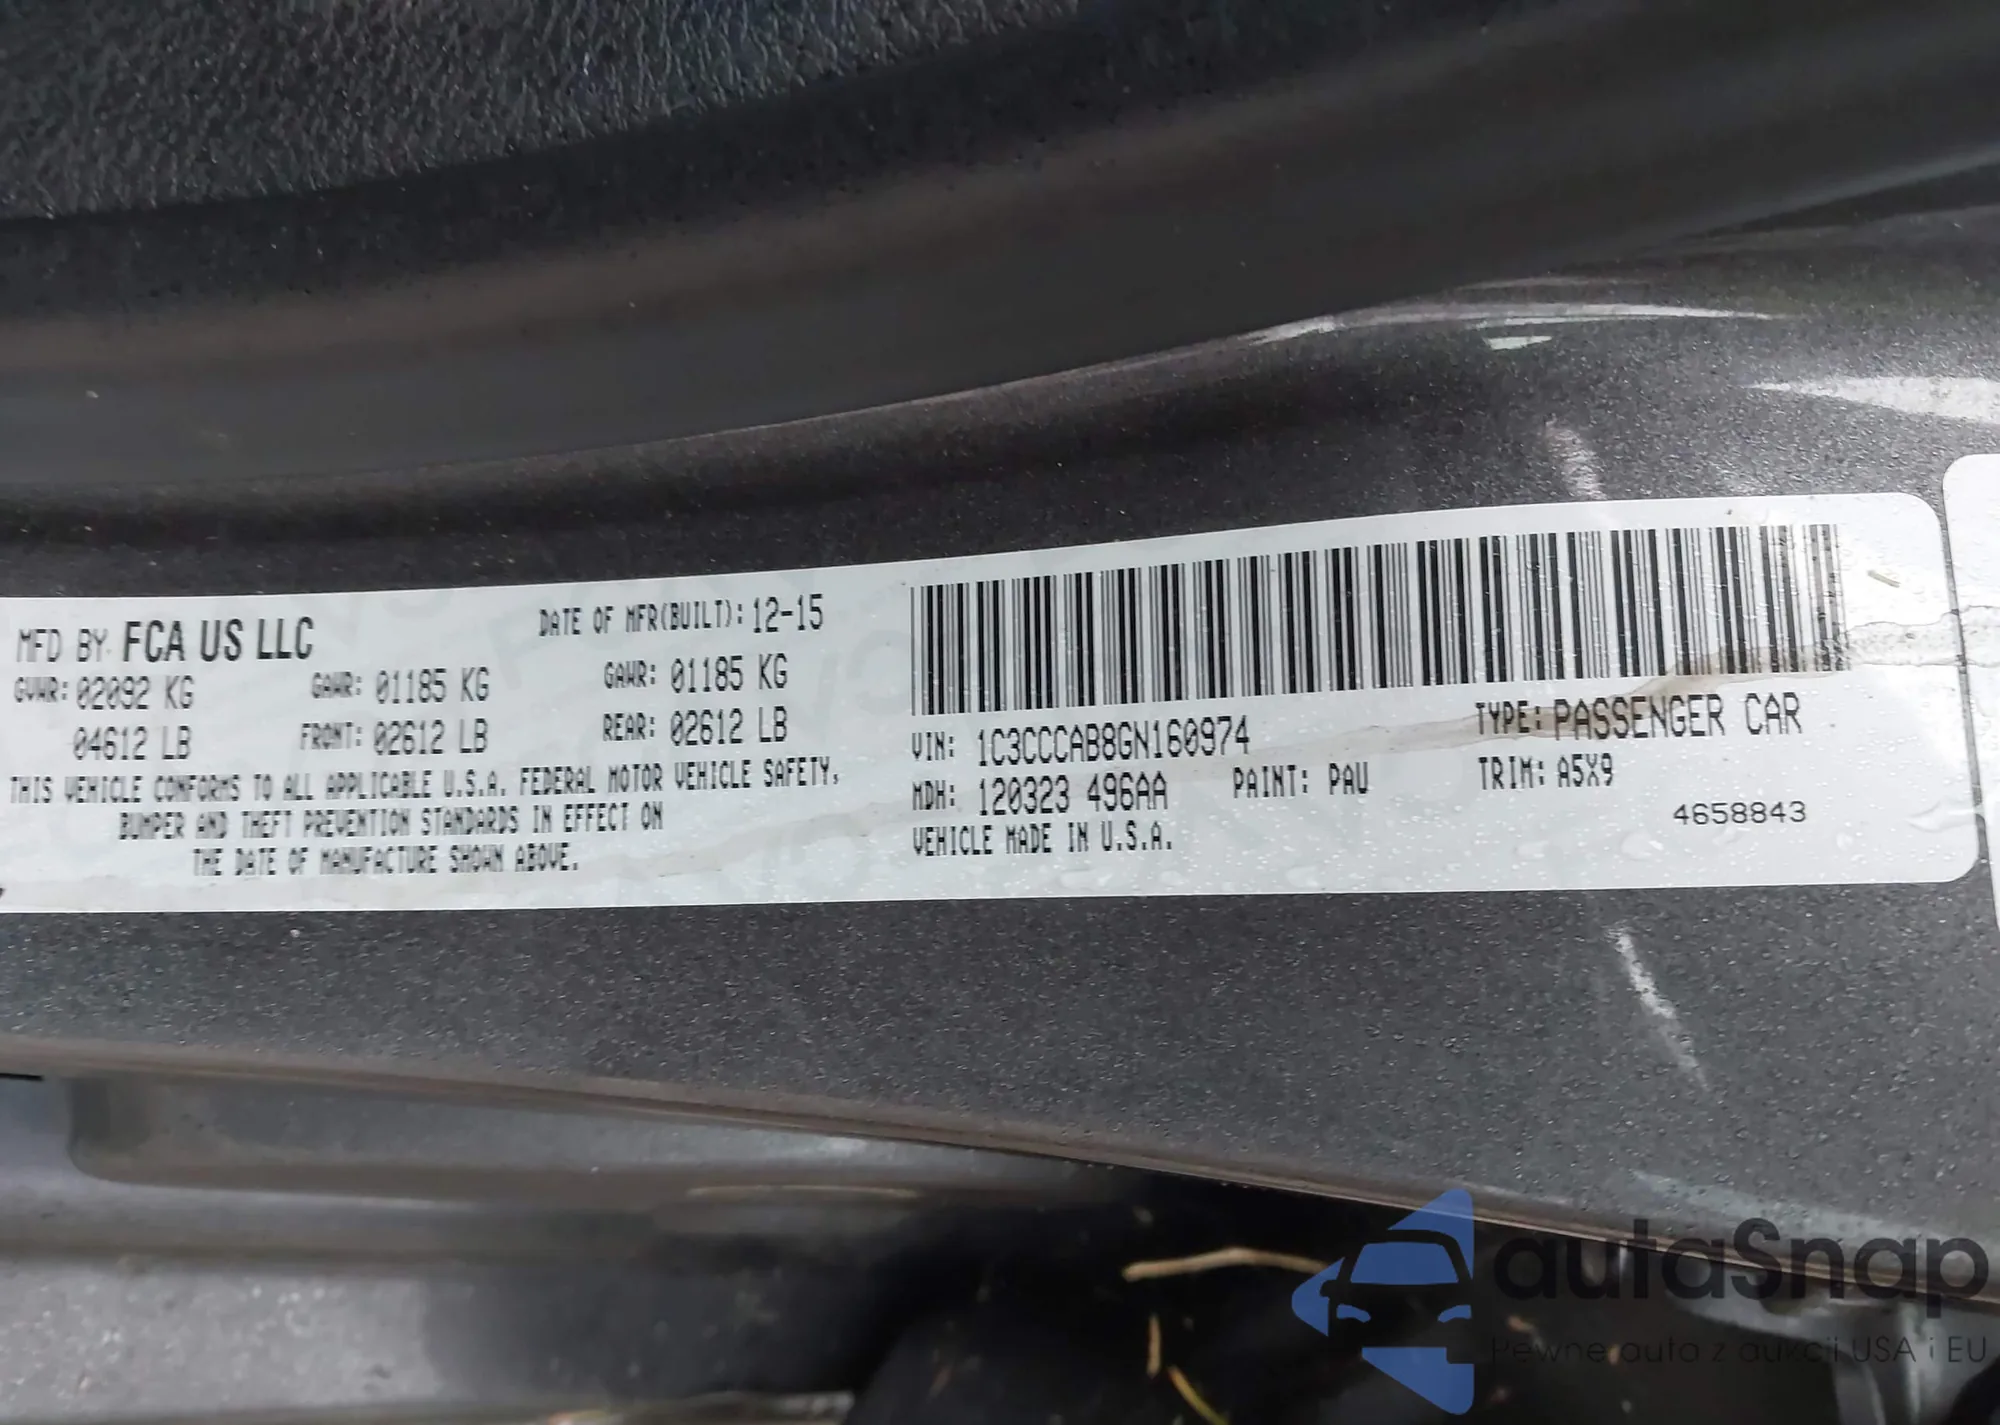 MFD BY FCA US LLC
DATE OF MFR(BUILT): 12-15
GVWR: 02092 KG
GAWR: 01185 KG
GAWR: 01185 KG
04612 LB
FRONT: 02612 LB
REAR: 02612 LB
THIS VEHICLE CONFORMS TO ALL APPLICABLE U.S.A. FEDERAL MOTOR VEHICLE SAFETY,
BUMPER AND THEFT PREVENTION STANDARDS IN EFFECT ON
THE DATE OF MANUFACTURE SHOWN ABOVE.
VIN: 1C3CCCAB8GN160974
TYPE: PASSENGER CAR
MDH: 120323 496AA
PAINT: PAU
TRIM: A5X9
VEHICLE MADE IN U.S.A.
4658843
autaSnap
Pewne auta z aukcji USA i EU